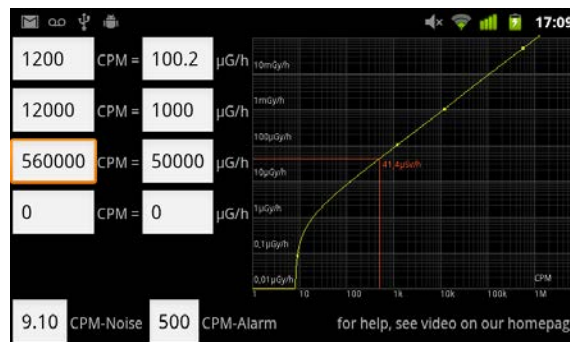 17:09
1200 CPM = 100.2 µG/h
12000 CPM = 1000 µG/h
560000 CPM = 50000 µG/h
0 CPM = 0 µG/h
10mGy/h
1mGy/h
100µGy/h
10µGy/h
1µGy/h
0,1µGy/h
0,01µGy/h
41,4µGe/h
CPM
1 10 100 1k 10k 100k 1M
9.10 CPM-Noise 500 CPM-Alarm for help, see video on our homepag